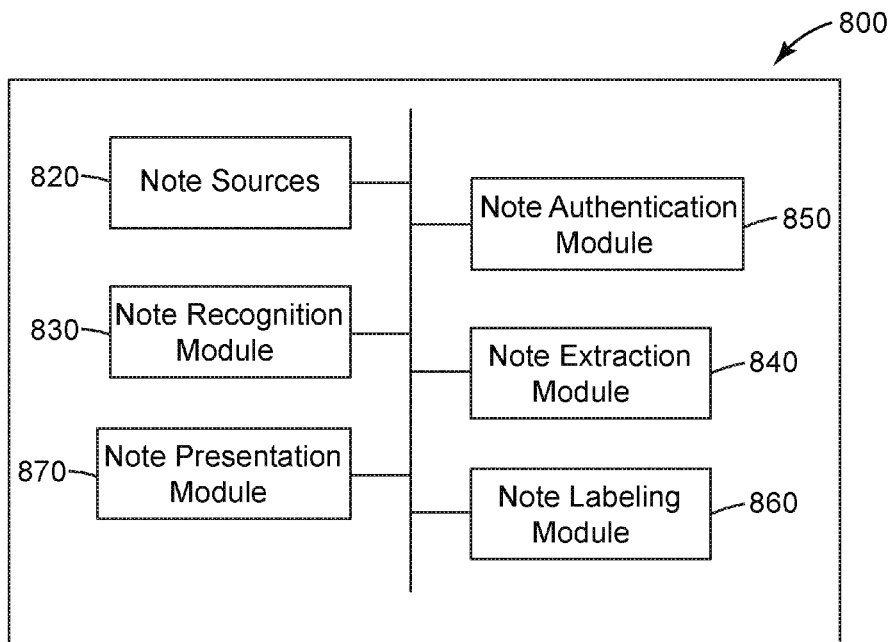 800
820
Note Sources
Note Authentication
Module
850
830
Note Recognition
Module
Note Extraction
Module
840
870
Note Presentation
Module
Note Labeling
Module
860